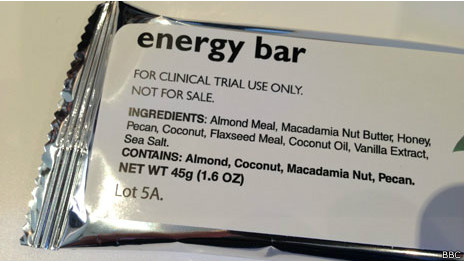 energy bar
FOR CLINICAL TRIAL USE ONLY.
NOT FOR SALE.
INGREDIENTS: Almond Meal, Macadamia Nut Butter, Honey,
Pecan, Coconut, Flaxseed Meal, Coconut Oil, Vanilla Extract,
Sea Salt.
CONTAINS: Almond, Coconut, Macadamia Nut, Pecan.
NET WT 45g (1.6 OZ)
Lot 5A.
BBC